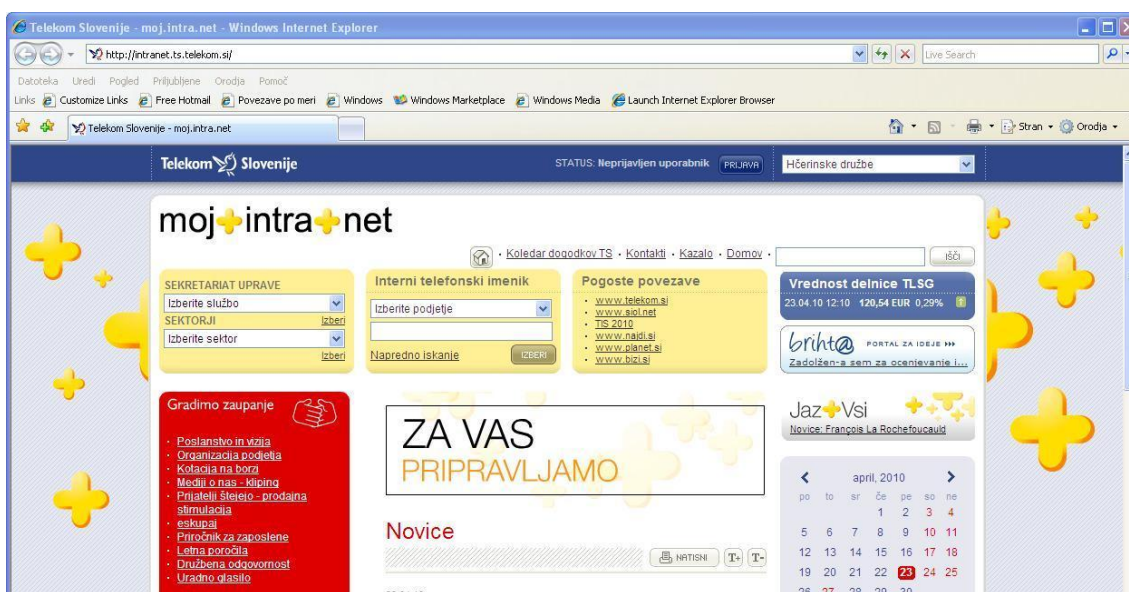 Telekom Slovenije - moj.intra.net - Windows Internet Explorer
http://intranet.ts.telekom.si/
Live Search
Datoteka Uredi Pogled Priljubljene Orodja Pomoč
Links Customize Links Free Hotmail Povezave po meri Windows Windows Marketplace Windows Media Launch Internet Explorer Browser
Telekom Slovenije - moj.intra.net
Stran Orodja
Telekom Slovenije
STATUS: Neprijavljen uporabnik PRIJAVA
Hčerinske družbe
moj+intra+net
· Koledar dogodkov TS · Kontakti · Kazalo · Domov ·
IŠČI
SEKRETARIAT UPRAVE
Izberite službo
SEKTORJI Izberi
Izberite sektor
Izberi
Interni telefonski imenik
Izberite podjetje
Napredno iskanje IZBERI
Pogoste povezave
· www.telekom.si
· www.siol.net
· TIS 2010
· www.najdi.si
· www.planet.si
· www.bizi.si
Vrednost delnice TLSG
23.04.10 12:10 120,54 EUR 0,29%
briht@ PORTAL ZA IDEJE
Zadolžen-a sem za ocenjevanje i...
Gradimo zaupanje
· Poslanstvo in vizija
· Organizacija podjetja
· Kotacija na borzi
· Mediji o nas - kliping
· Prijatelji štejejo - prodajna
stimulacija
· eskupaj
· Priročnik za zaposlene
· Letna poročila
· Družbena odgovornost
· Uradno glasilo
ZA VAS
PRIPRAVLJAMO
Novice
NATISNI T+ T-
Jaz+Vsi
Novice: François La Rochefoucauld
april, 2010
po to sr če pe so ne
1 2 3 4
5 6 7 8 9 10 11
12 13 14 15 16 17 18
19 20 21 22 23 24 25
26 27 28 29 30